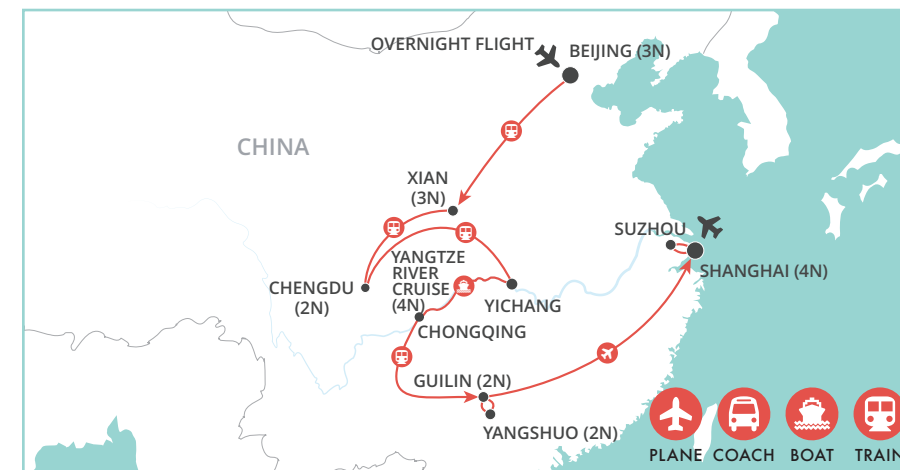 OVERNIGHT FLIGHT
BEIJING (3N)
CHINA
XIAN
(3N)
SUZHOU
SHANGHAI (4N)
YANGTZE
RIVER
CRUISE
(4N)
CHENGDU
(2N)
YICHANG
CHONGQING
GUILIN (2N)
YANGSHUO (2N)
PLANE COACH BOAT TRAIN